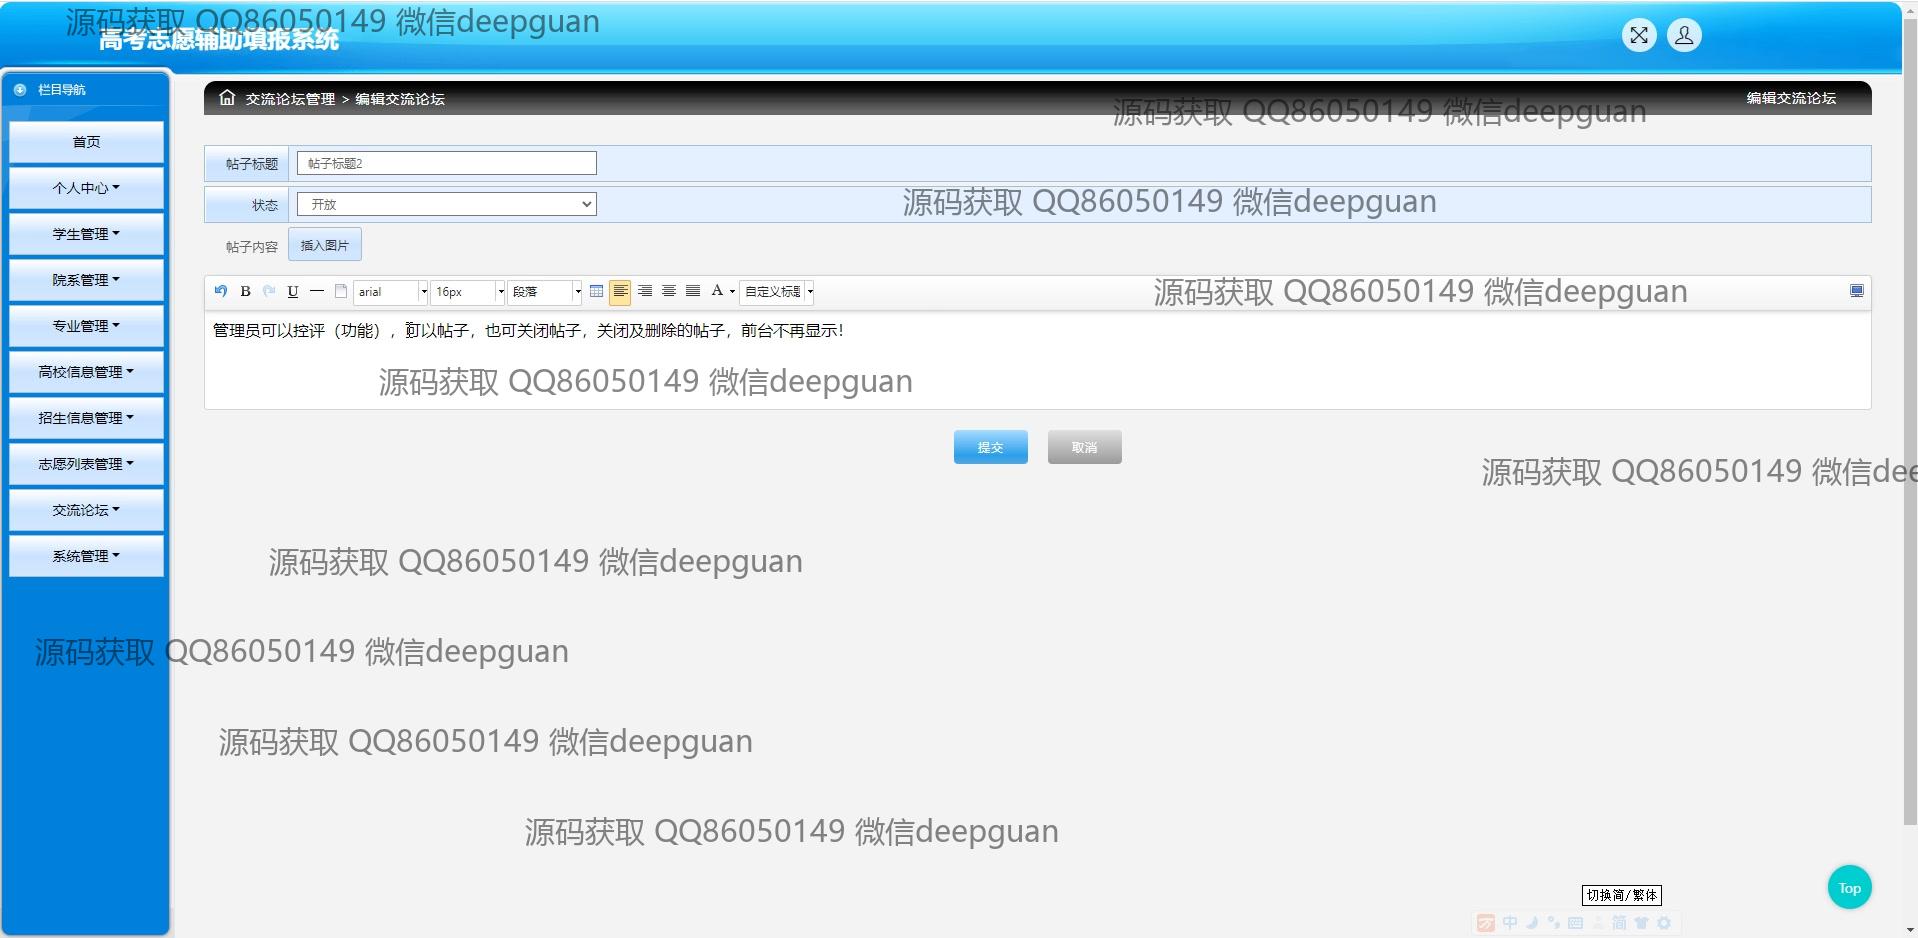 源码获取 QQ86050149 微信deepguan
高考志愿辅助填报系统
栏目导航
首页
个人中心
学生管理
院系管理
专业管理
高校信息管理
招生信息管理
志愿列表管理
交流论坛
系统管理
交流论坛管理 > 编辑交流论坛
编辑交流论坛
源码获取 QQ86050149 微信deepguan
帖子标题 帖子标题2
状态 开放
源码获取 QQ86050149 微信deepguan
帖子内容 插入图片
B U arial 16px 段落 A 自定义标题
源码获取 QQ86050149 微信deepguan
管理员可以控评（功能），可以帖子，也可关闭帖子，关闭及删除的帖子，前台不再显示！
源码获取 QQ86050149 微信deepguan
提交 取消
源码获取 QQ86050149 微信dee
源码获取 QQ86050149 微信deepguan
源码获取 QQ86050149 微信deepguan
源码获取 QQ86050149 微信deepguan
源码获取 QQ86050149 微信deepguan
Top
切换简/繁体
中 简